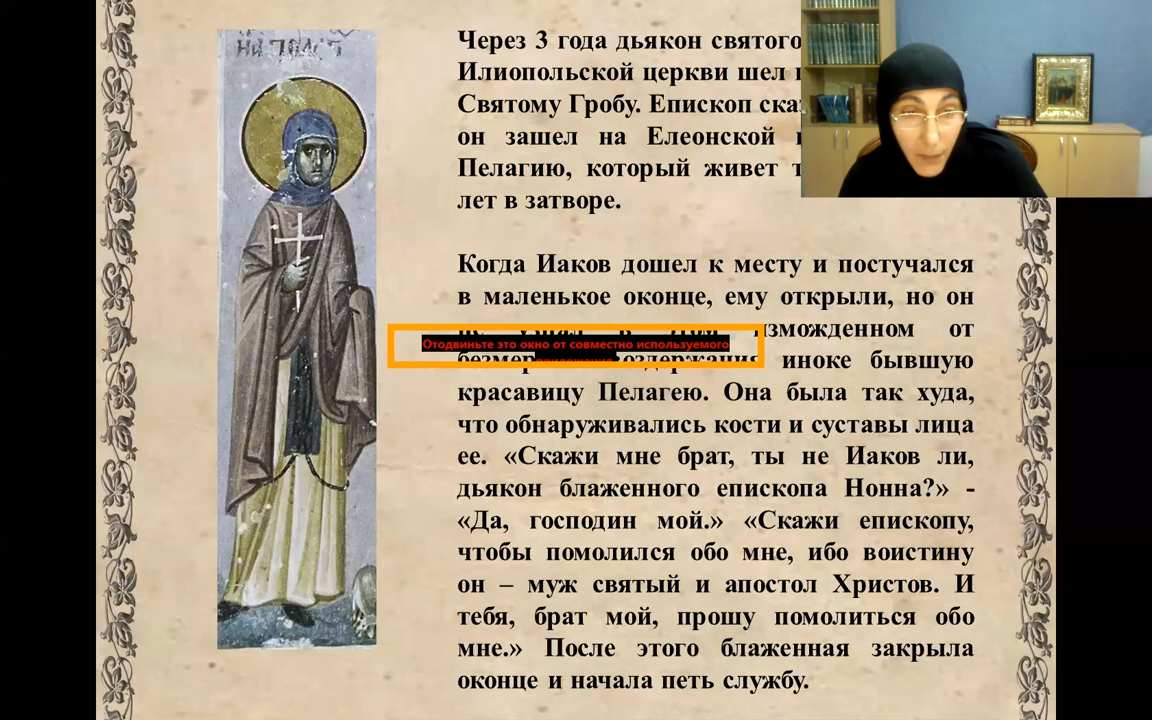 Через 3 года дьякон святого
Илиопольской церкви шел
Святому Гробу. Епископ
он зашел на Елеонской
Пелагию, который живет
лет в затворе.
Когда Иаков дошел к месту и постучался
в маленькое оконце, ему открыли, но он
не узнал в этом изможденном от
Отодвиньте это окно от совместно используемого
приложения
воздержания иноке бывшую
красавицу Пелагею. Она была так худа,
что обнаруживались кости и суставы лица
ее. «Скажи мне брат, ты не Иаков ли,
дьякон блаженного епископа Нонна?» -
«Да, господин мой.» «Скажи епископу,
чтобы помолился обо мне, ибо воистину
он – муж святый и апостол Христов. И
тебя, брат мой, прошу помолиться обо
мне.» После этого блаженная закрыла
оконце и начала петь службу.